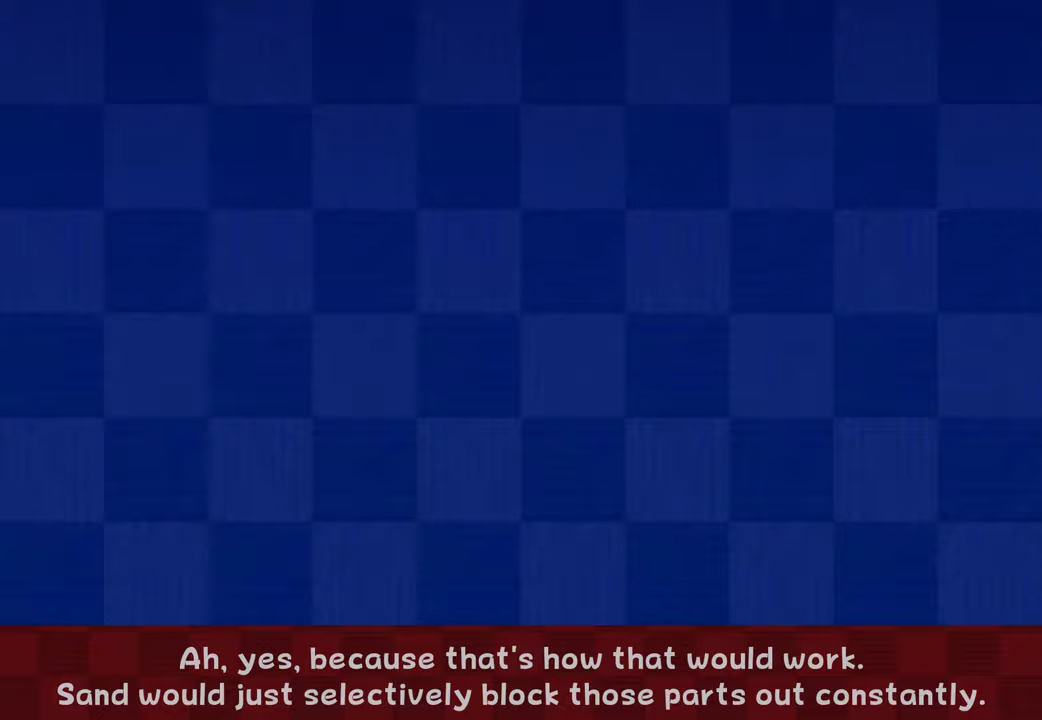 Ah, yes, because that's how that would work.
Sand would just selectively block those parts out constantly.